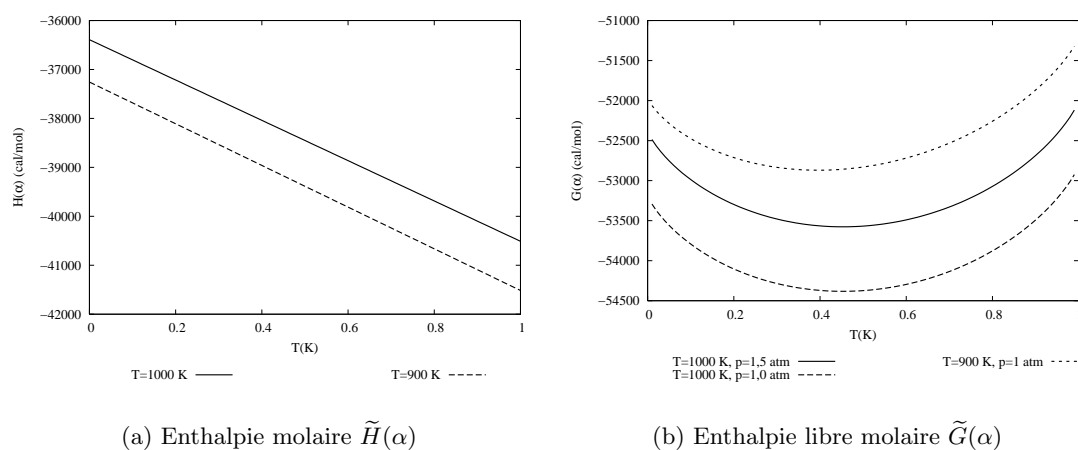 −36000
−37000
−38000
−39000
−40000
−41000
−42000
H(α) (cal/mol)
0 0.2 0.4 0.6 0.8 1
T(K)
T=1000 K
T=900 K
(a) Enthalpie molaire H̃(α)
−51000
−51500
−52000
−52500
−53000
−53500
−54000
−54500
G(α) (cal/mol)
0 0.2 0.4 0.6 0.8
T(K)
T=1000 K, p=1,5 atm
T=1000 K, p=1,0 atm
T=900 K, p=1 atm
(b) Enthalpie libre molaire G̃(α)